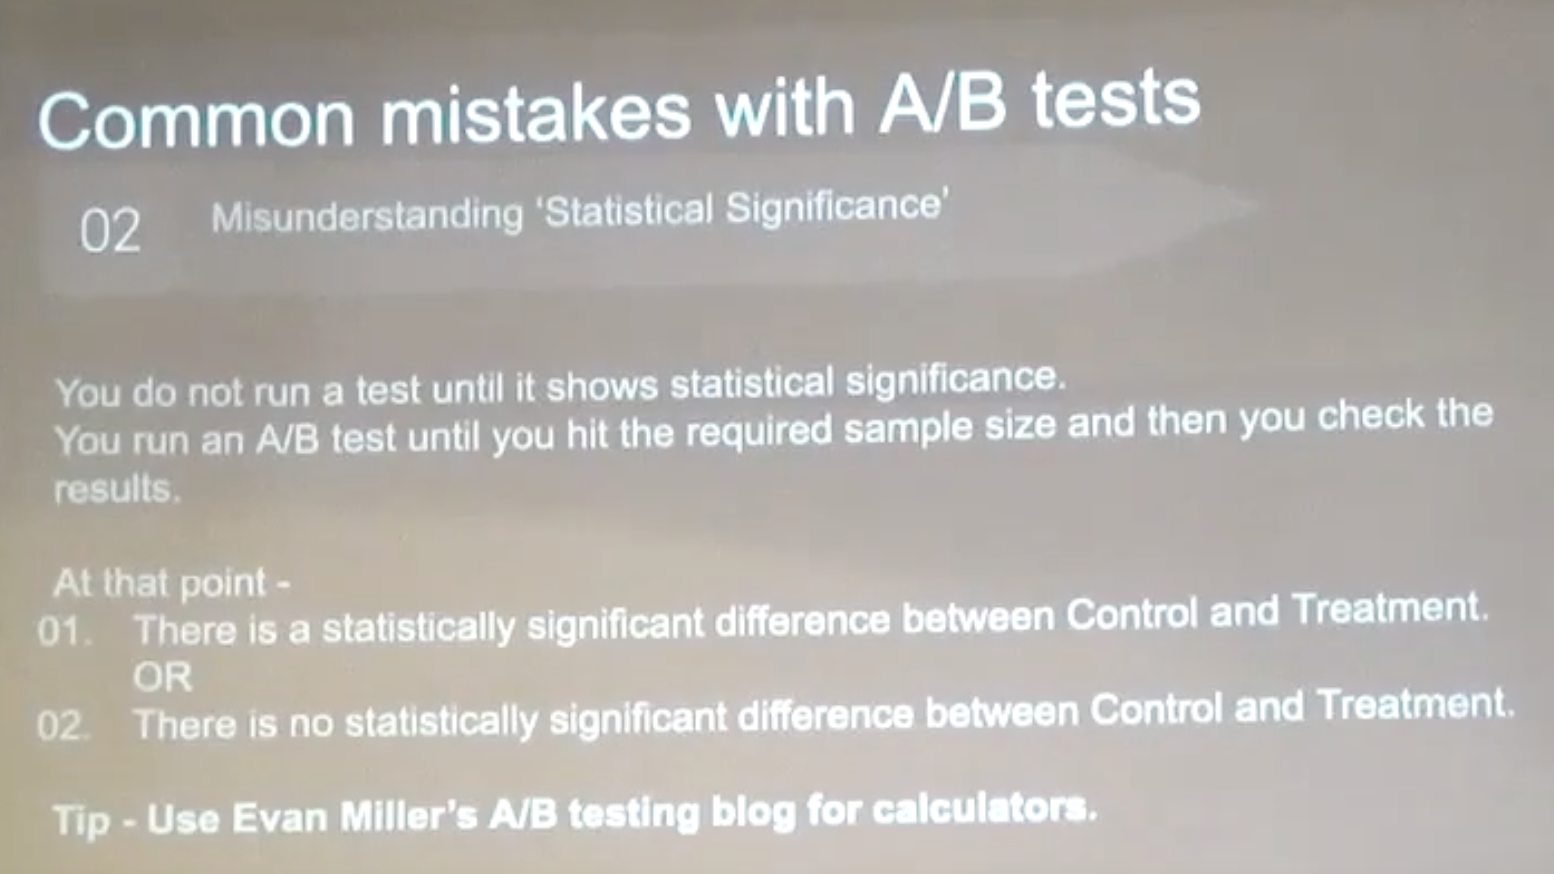 Common mistakes with A/B tests
02 Misunderstanding ‘Statistical Significance’
You do not run a test until it shows statistical significance.
You run an A/B test until you hit the required sample size and then you check the
results.
At that point -
01. There is a statistically significant difference between Control and Treatment.
OR
02. There is no statistically significant difference between Control and Treatment.
Tip - Use Evan Miller’s A/B testing blog for calculators.